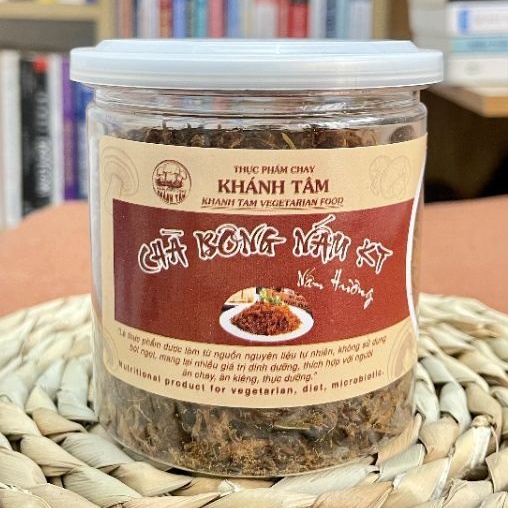 THỰC PHẨM CHAY
KHÁNH TÂM
KHANH TAM VEGETARIAN FOOD
KHÁNH TÂM
CHÀ BÔNG NẤM KT
Nấm Hương
"Là thực phẩm được làm từ nguồn nguyên liệu tự nhiên, không sử dụng
bột ngọt, mang lại nhiều giá trị dinh dưỡng, thích hợp với người
ăn chay, ăn kiêng, thực dưỡng."
Nutritional product for vegetarian, diet, microbiotic.